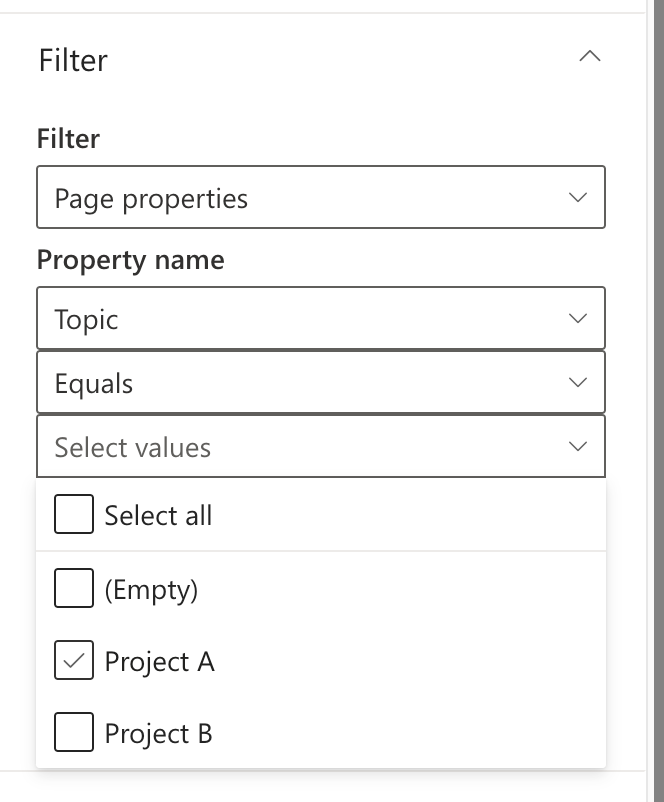 Filter
Filter
Page properties
Property name
Topic
Equals
Select values
Select all
(Empty)
Project A
Project B